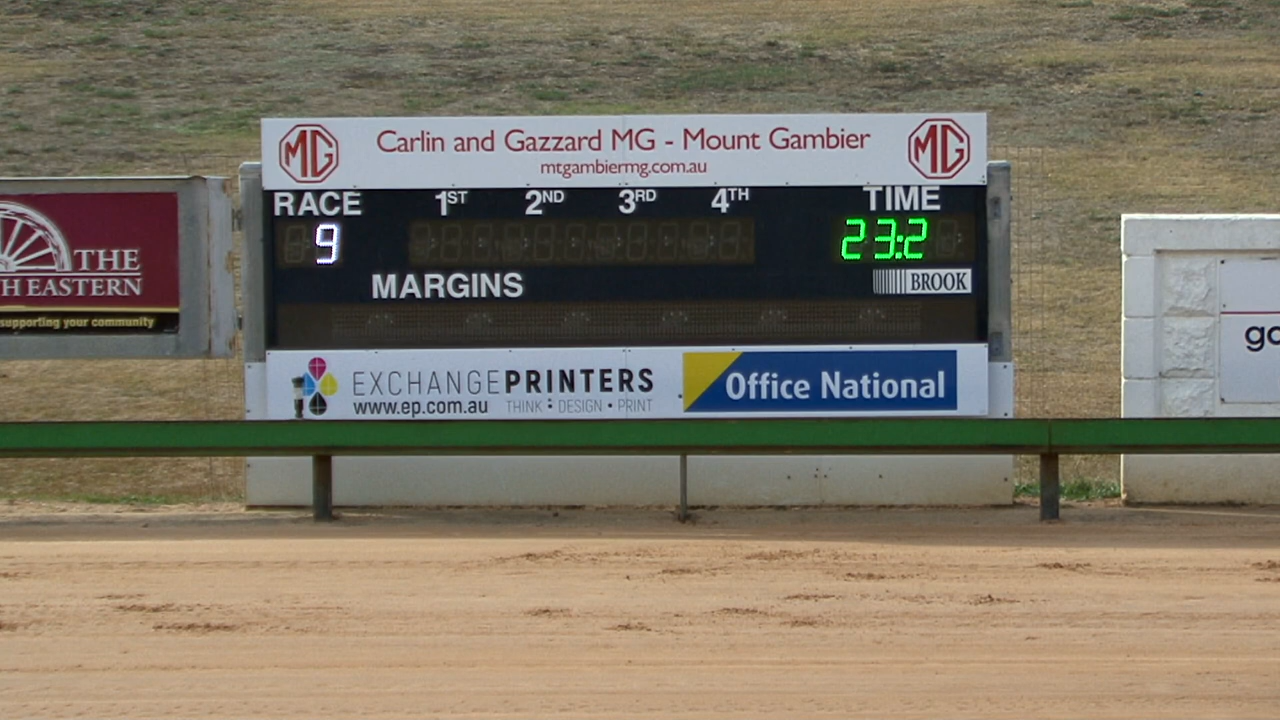 MG Carlin and Gazzard MG - Mount Gambier MG
mtgambiermg.com.au
RACE 1ST 2ND 3RD 4TH TIME
9 23:2
MARGINS BROOK
THE
H EASTERN
supporting your community
EXCHANGEPRINTERS
www.ep.com.au THINK : DESIGN • PRINT
Office National
go